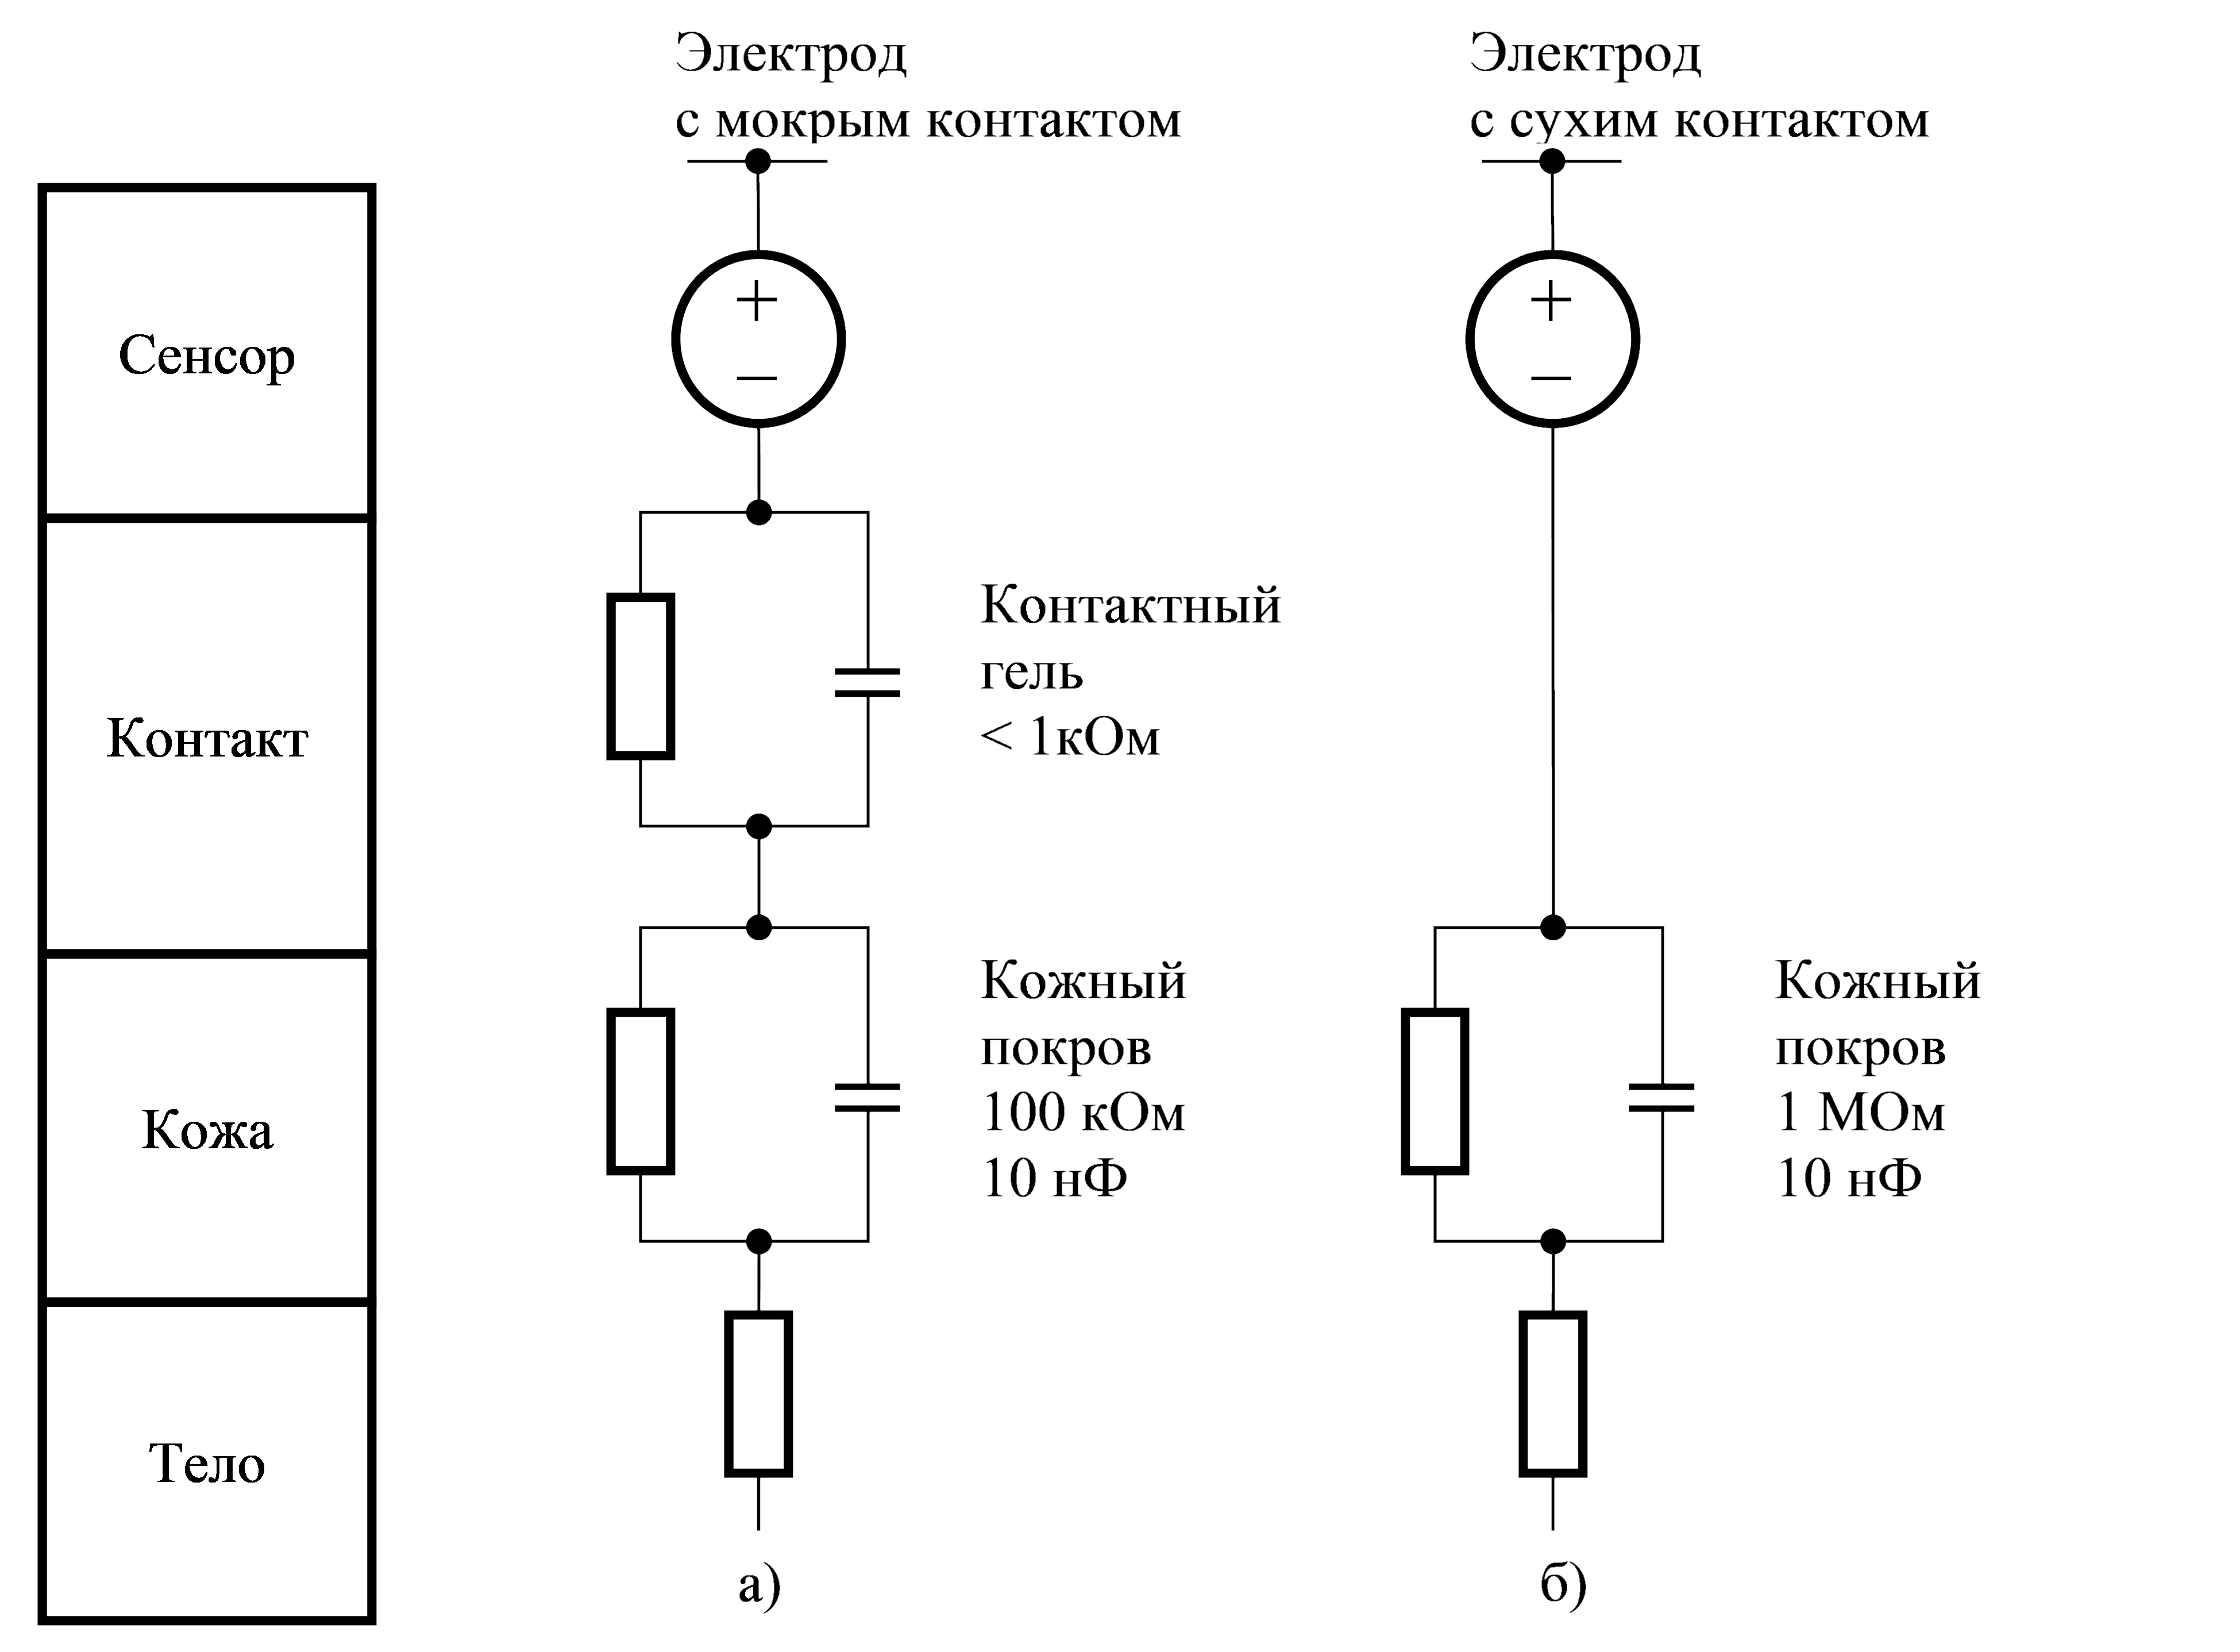 Электрод
с мокрым контактом
Электрод
с сухим контактом
Сенсор
Контакт
Кожа
Тело
+
−
Контактный
гель
< 1кОм
Кожный
покров
100 кОм
10 нФ
а)
+
−
Кожный
покров
1 МОм
10 нФ
б)